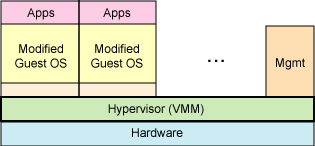 Apps
Apps
Modified
Guest OS
Modified
Guest OS
...
Mgmt
Hypervisor (VMM)
Hardware